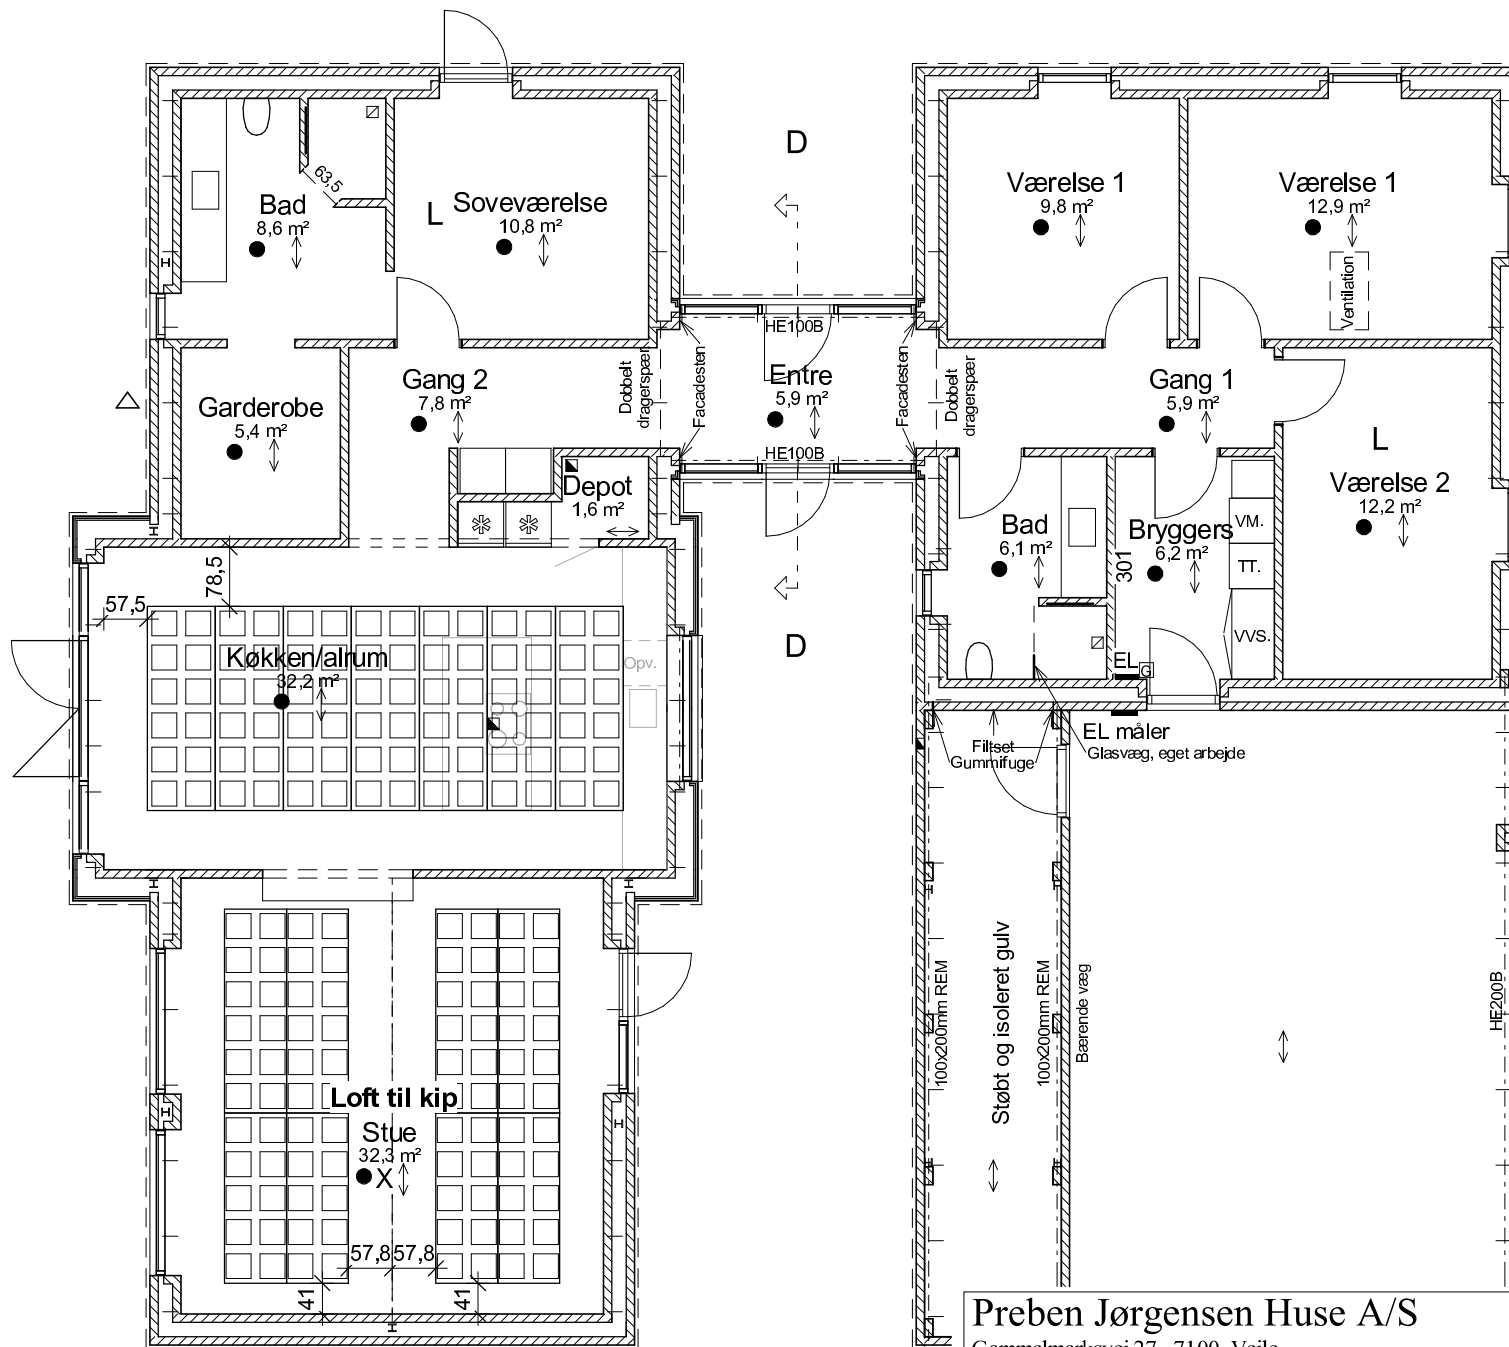 D
63,5
Bad
8,6 m²
L
Soveværelse
10,8 m²
Værelse 1
9,8 m²
Værelse 1
12,9 m²
Ventilation
HE100B
Gang 2
7,8 m²
Dobbelt
dragerspær
Facadesten
Entre
5,9 m²
Facadesten
Dobbelt
dragerspær
Gang 1
5,9 m²
Garderobe
5,4 m²
HE100B
L
Værelse 2
12,2 m²
Depot
1,6 m²
Bad
6,1 m²
301
Bryggers
6,2 m²
VM.
TT.
VVS.
78,5
57,5
D
Køkken/alrum
32,2 m²
Opv.
EL
G
EL måler
Glasvæg, eget arbejde
Filtset
Gummifuge
100x200mm REM
Støbt og isoleret gulv
100x200mm REM
Bærende væg
HE200B
Loft til kip
Stue
32,3 m²
X
57,8
57,8
41
41
Preben Jørgensen Huse A/S